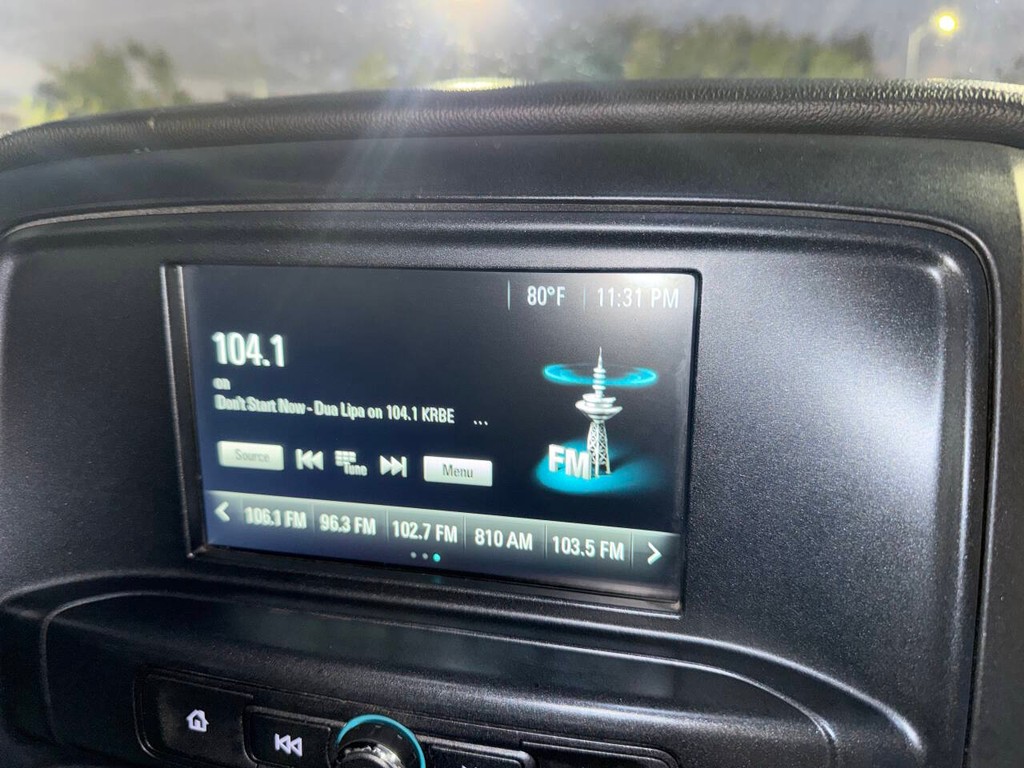 80°F 11:31 PM
104.1
on
Don't Start Now - Dua Lipa on 104.1 KRBE ...
FM
Source Tune Menu
106.1 FM 96.3 FM 102.7 FM 810 AM 103.5 FM